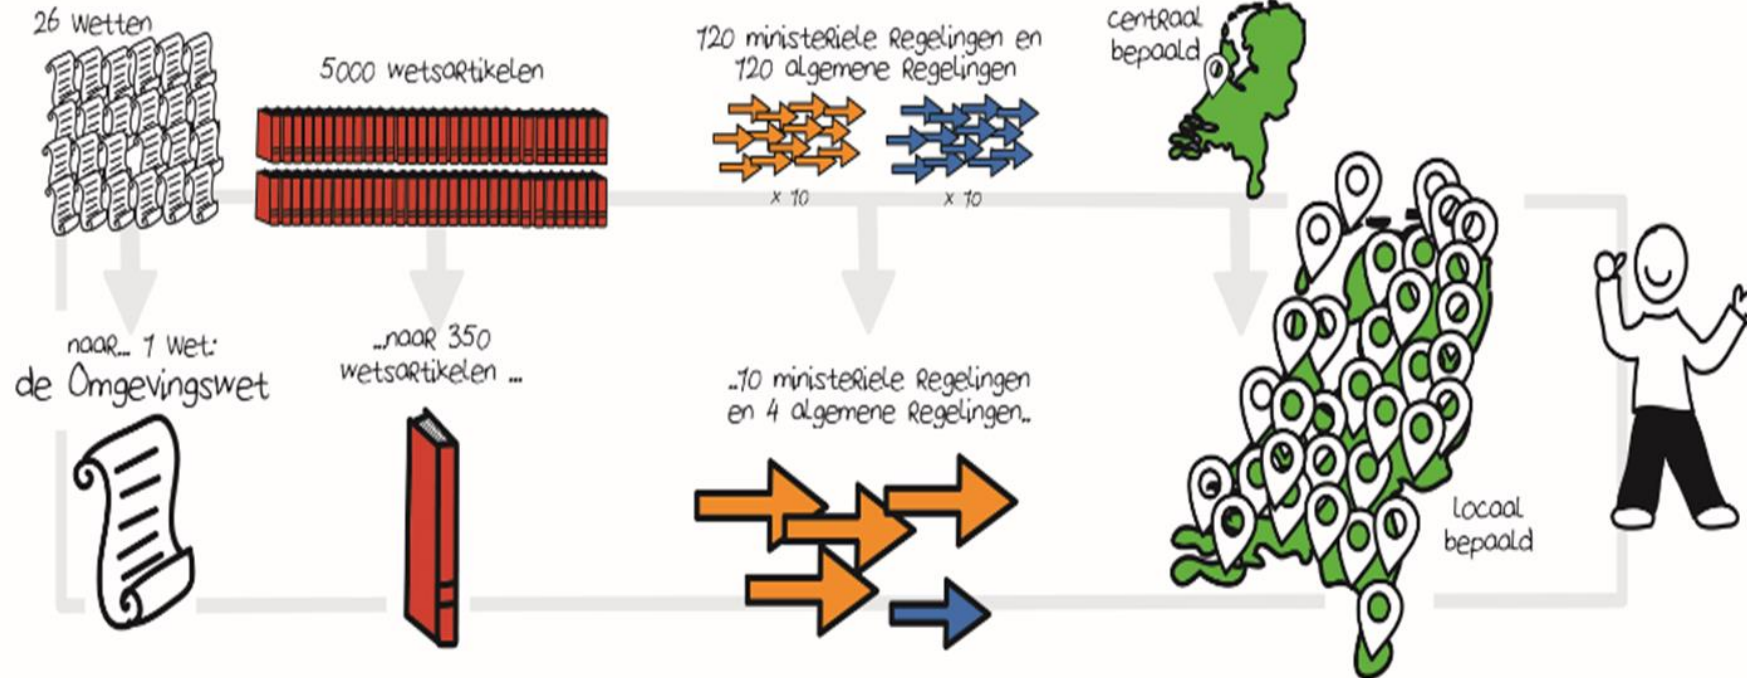 26 wetten
5000 wetsartikelen
120 ministeriele Regelingen en
120 algemene Regelingen
x 10
x 10
centraal
bepaald
naar... 1 wet:
de Omgevingswet
...naar 350
wetsartikelen ...
..10 ministeriele Regelingen
en 4 algemene Regelingen..
Locaal
bepaald